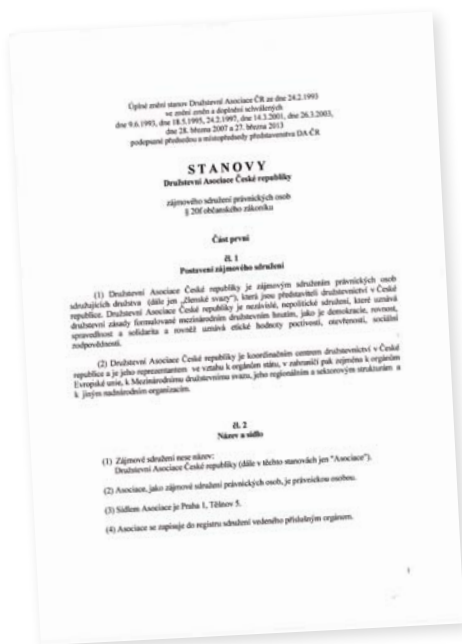 Úplné znění stanov Družstevní Asociace ČR ze dne 24.2.1993
ve znění změn a doplnění schválených
dne 9.6.1993, dne 18.5.1995, 24.2.1997, dne 14.3.2001, dne 26.3.2003,
dne 28. března 2007 a 27. března 2013
podepsané předsedou a místopředsedy představenstva DA ČR
STANOVY
Družstevní Asociace České republiky
zájmového sdružení právnických osob
§ 20f občanského zákoníku
Část první
čl. 1
Postavení zájmového sdružení
(1) Družstevní Asociace České republiky je zájmovým sdružením právnických osob
sdružujících družstva (dále jen „členské svazy"), která jsou představiteli družstevnictví v České
republice. Družstevní Asociace České republiky je nezávislé, nepolitické sdružení, které uznává
družstevní zásady formulované mezinárodním družstevním hnutím, jako je demokracie, rovnost,
spravedlnost a solidarita a rovněž uznává etické hodnoty poctivosti, otevřenosti, sociální
zodpovědnosti.
(2) Družstevní Asociace České republiky je koordinačním centrem družstevnictví v České
republice a je jeho reprezentantem ve vztahu k orgánům státu, v zahraničí pak zejména k orgánům
Evropské unie, k Mezinárodnímu družstevnímu svazu, jeho regionálním a sektorovým strukturám a
k jiným nadnárodním organizacím.
čl. 2
Název a sídlo
(1) Zájmové sdružení nese název:
Družstevní Asociace České republiky (dále v těchto stanovách jen "Asociace").
(2) Asociace, jako zájmové sdružení právnických osob, je právnickou osobou.
(3) Sídlem Asociace je Praha 1, Těšnov 5.
(4) Asociace se zapisuje do registru sdružení vedeného příslušným orgánem.
1